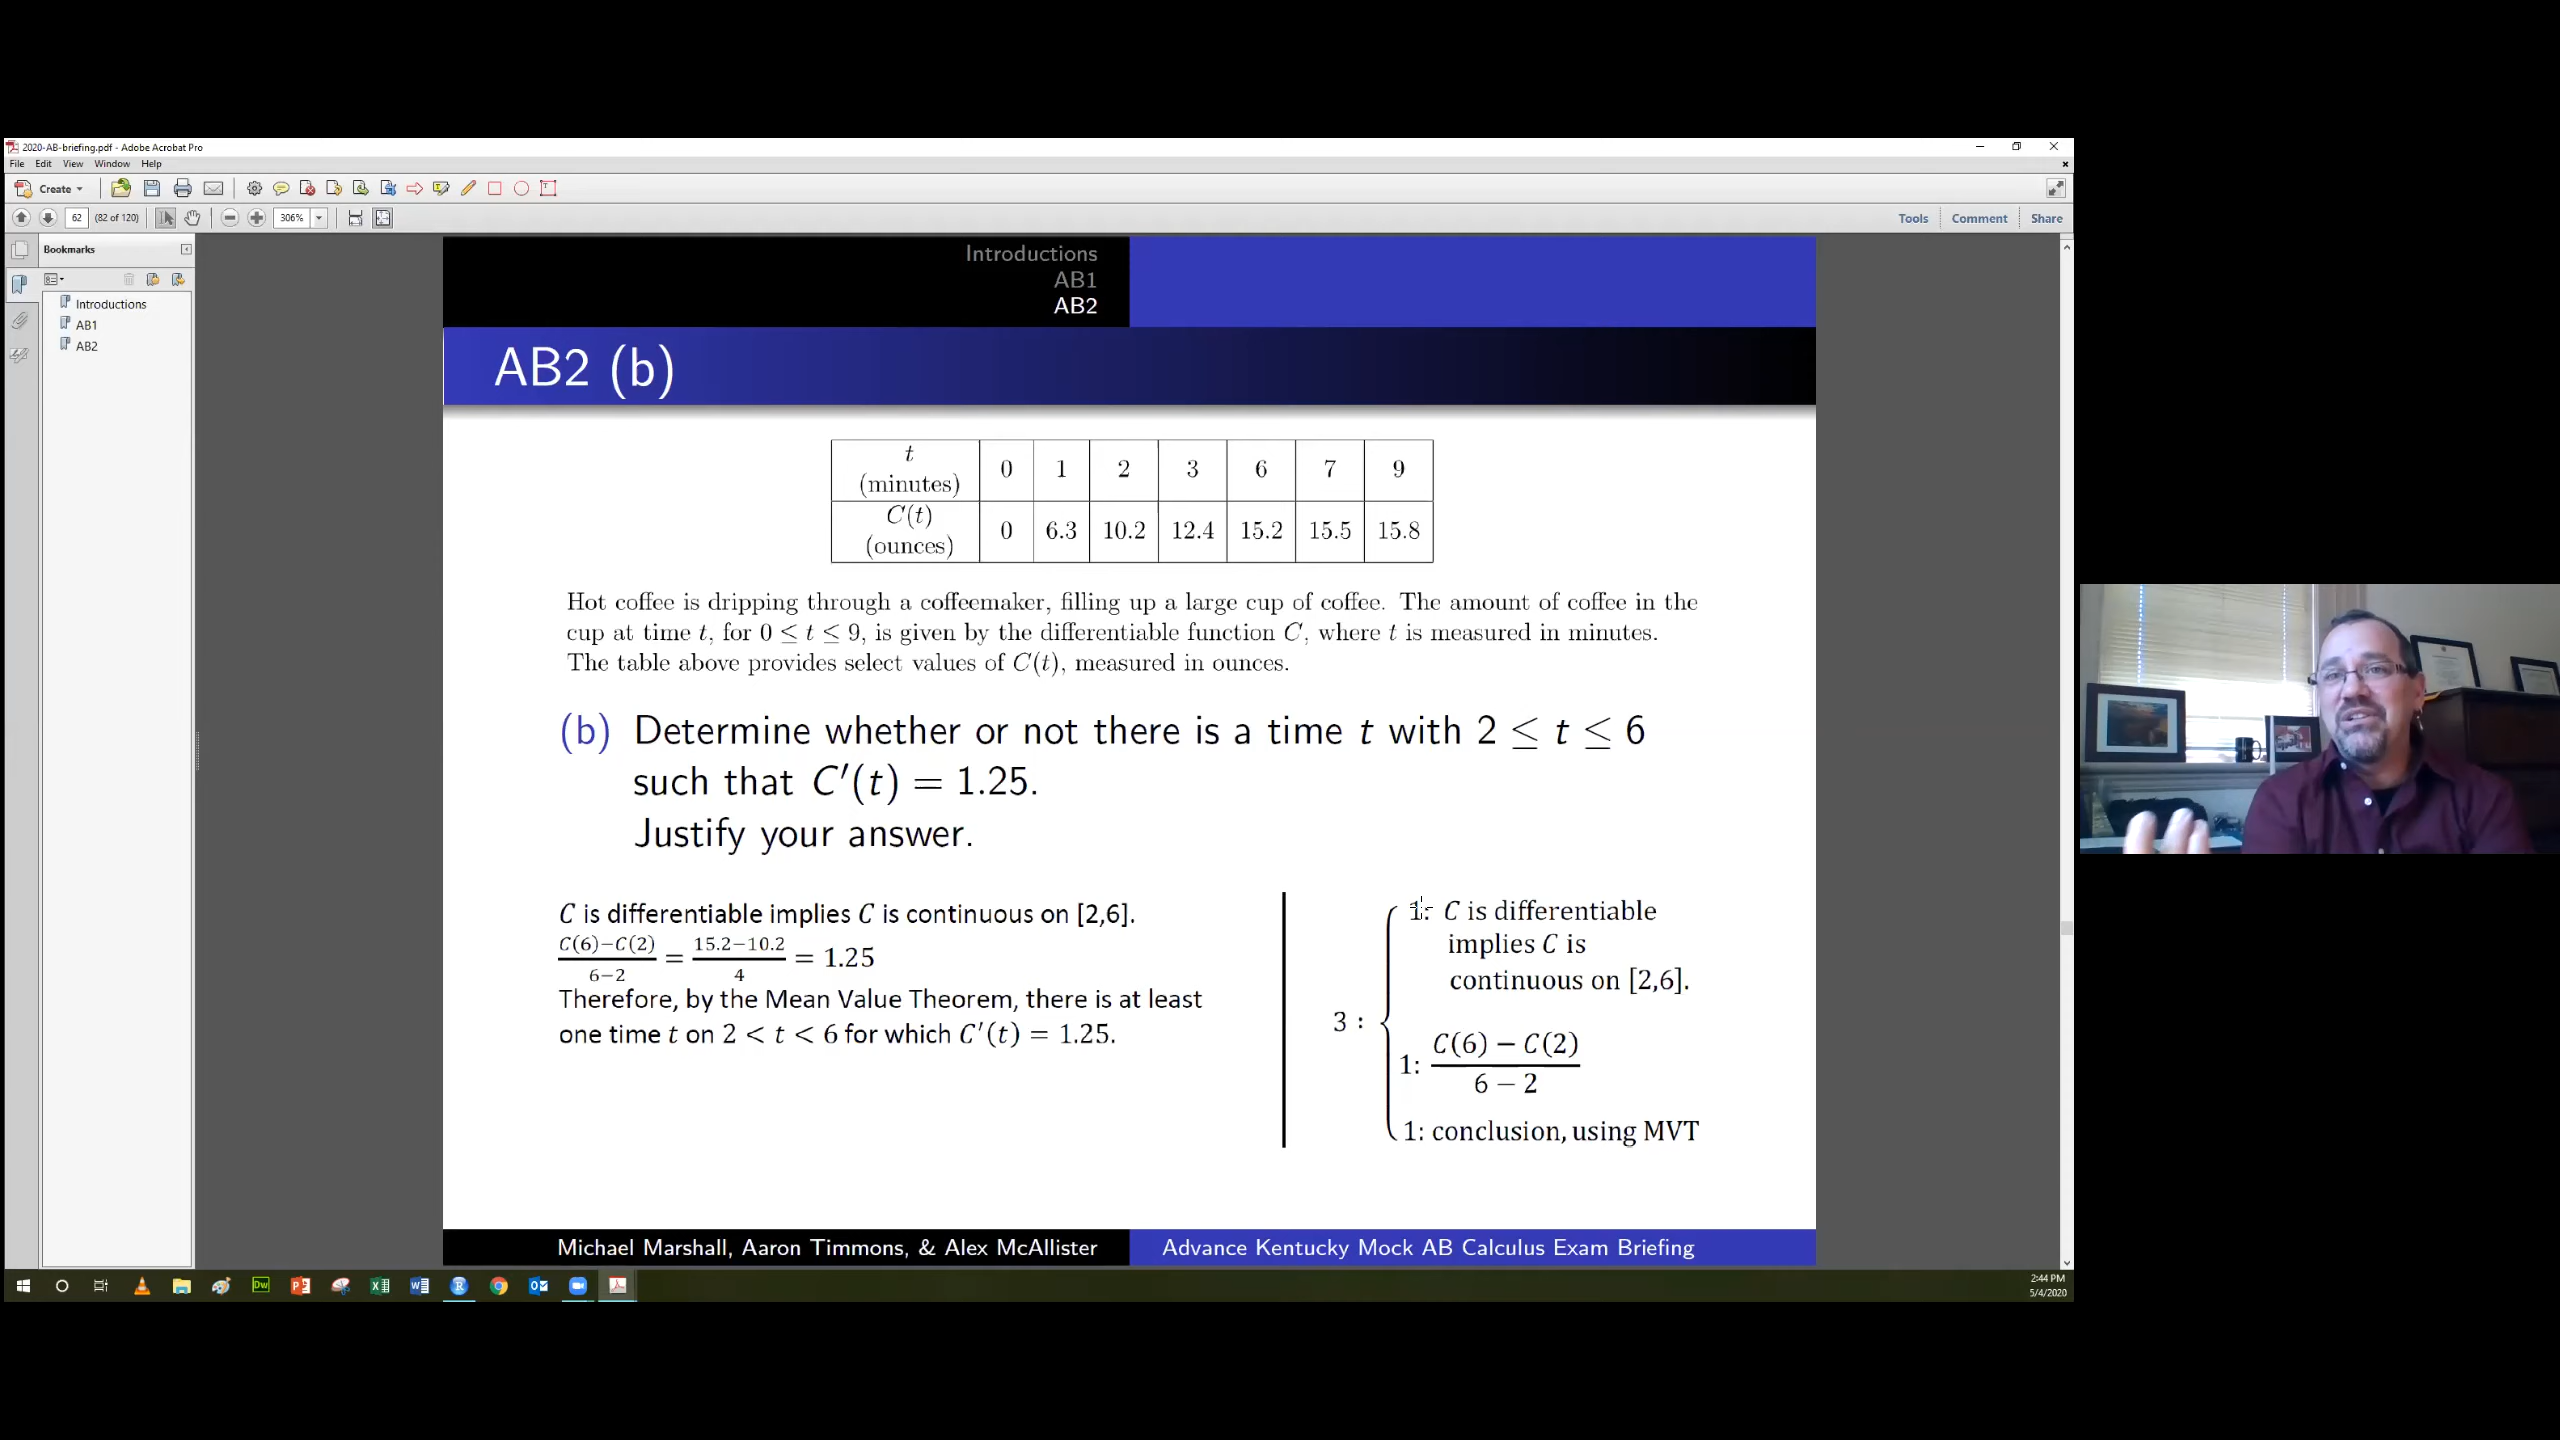 2020-AB-briefing.pdf - Adobe Acrobat Pro
File Edit View Window Help
Create
62 (82 of 120) 306% Tools Comment Share
Bookmarks
Introductions
AB1
AB2
Introductions
AB1
AB2
AB2 (b)
t (minutes) 0 1 2 3 6 7 9
C(t) (ounces) 0 6.3 10.2 12.4 15.2 15.5 15.8
Hot coffee is dripping through a coffeemaker, filling up a large cup of coffee. The amount of coffee in the
cup at time t, for 0 ≤ t ≤ 9, is given by the differentiable function C, where t is measured in minutes.
The table above provides select values of C(t), measured in ounces.
(b) Determine whether or not there is a time t with 2 ≤ t ≤ 6
such that C′(t) = 1.25.
Justify your answer.
C is differentiable implies C is continuous on [2,6].
C(6)−C(2)/6−2 = 15.2−10.2/4 = 1.25
Therefore, by the Mean Value Theorem, there is at least
one time t on 2 < t < 6 for which C′(t) = 1.25.
3 :
1: C is differentiable
implies C is
continuous on [2,6].
1: C(6) − C(2)/6 − 2
1: conclusion, using MVT
Michael Marshall, Aaron Timmons, & Alex McAllister
Advance Kentucky Mock AB Calculus Exam Briefing
2:44 PM
5/4/2020